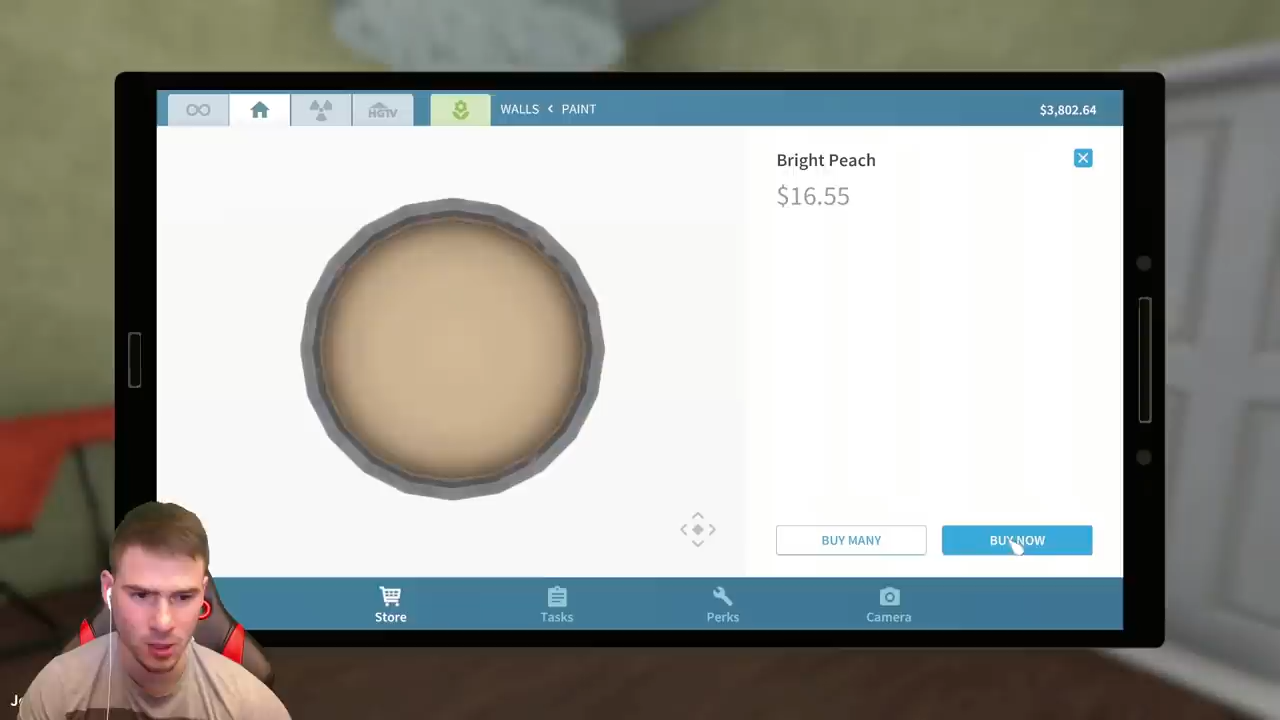 HGTV
WALLS < PAINT
$3,802.64
Bright Peach
$16.55
BUY MANY
BUY NOW
Store
Tasks
Perks
Camera